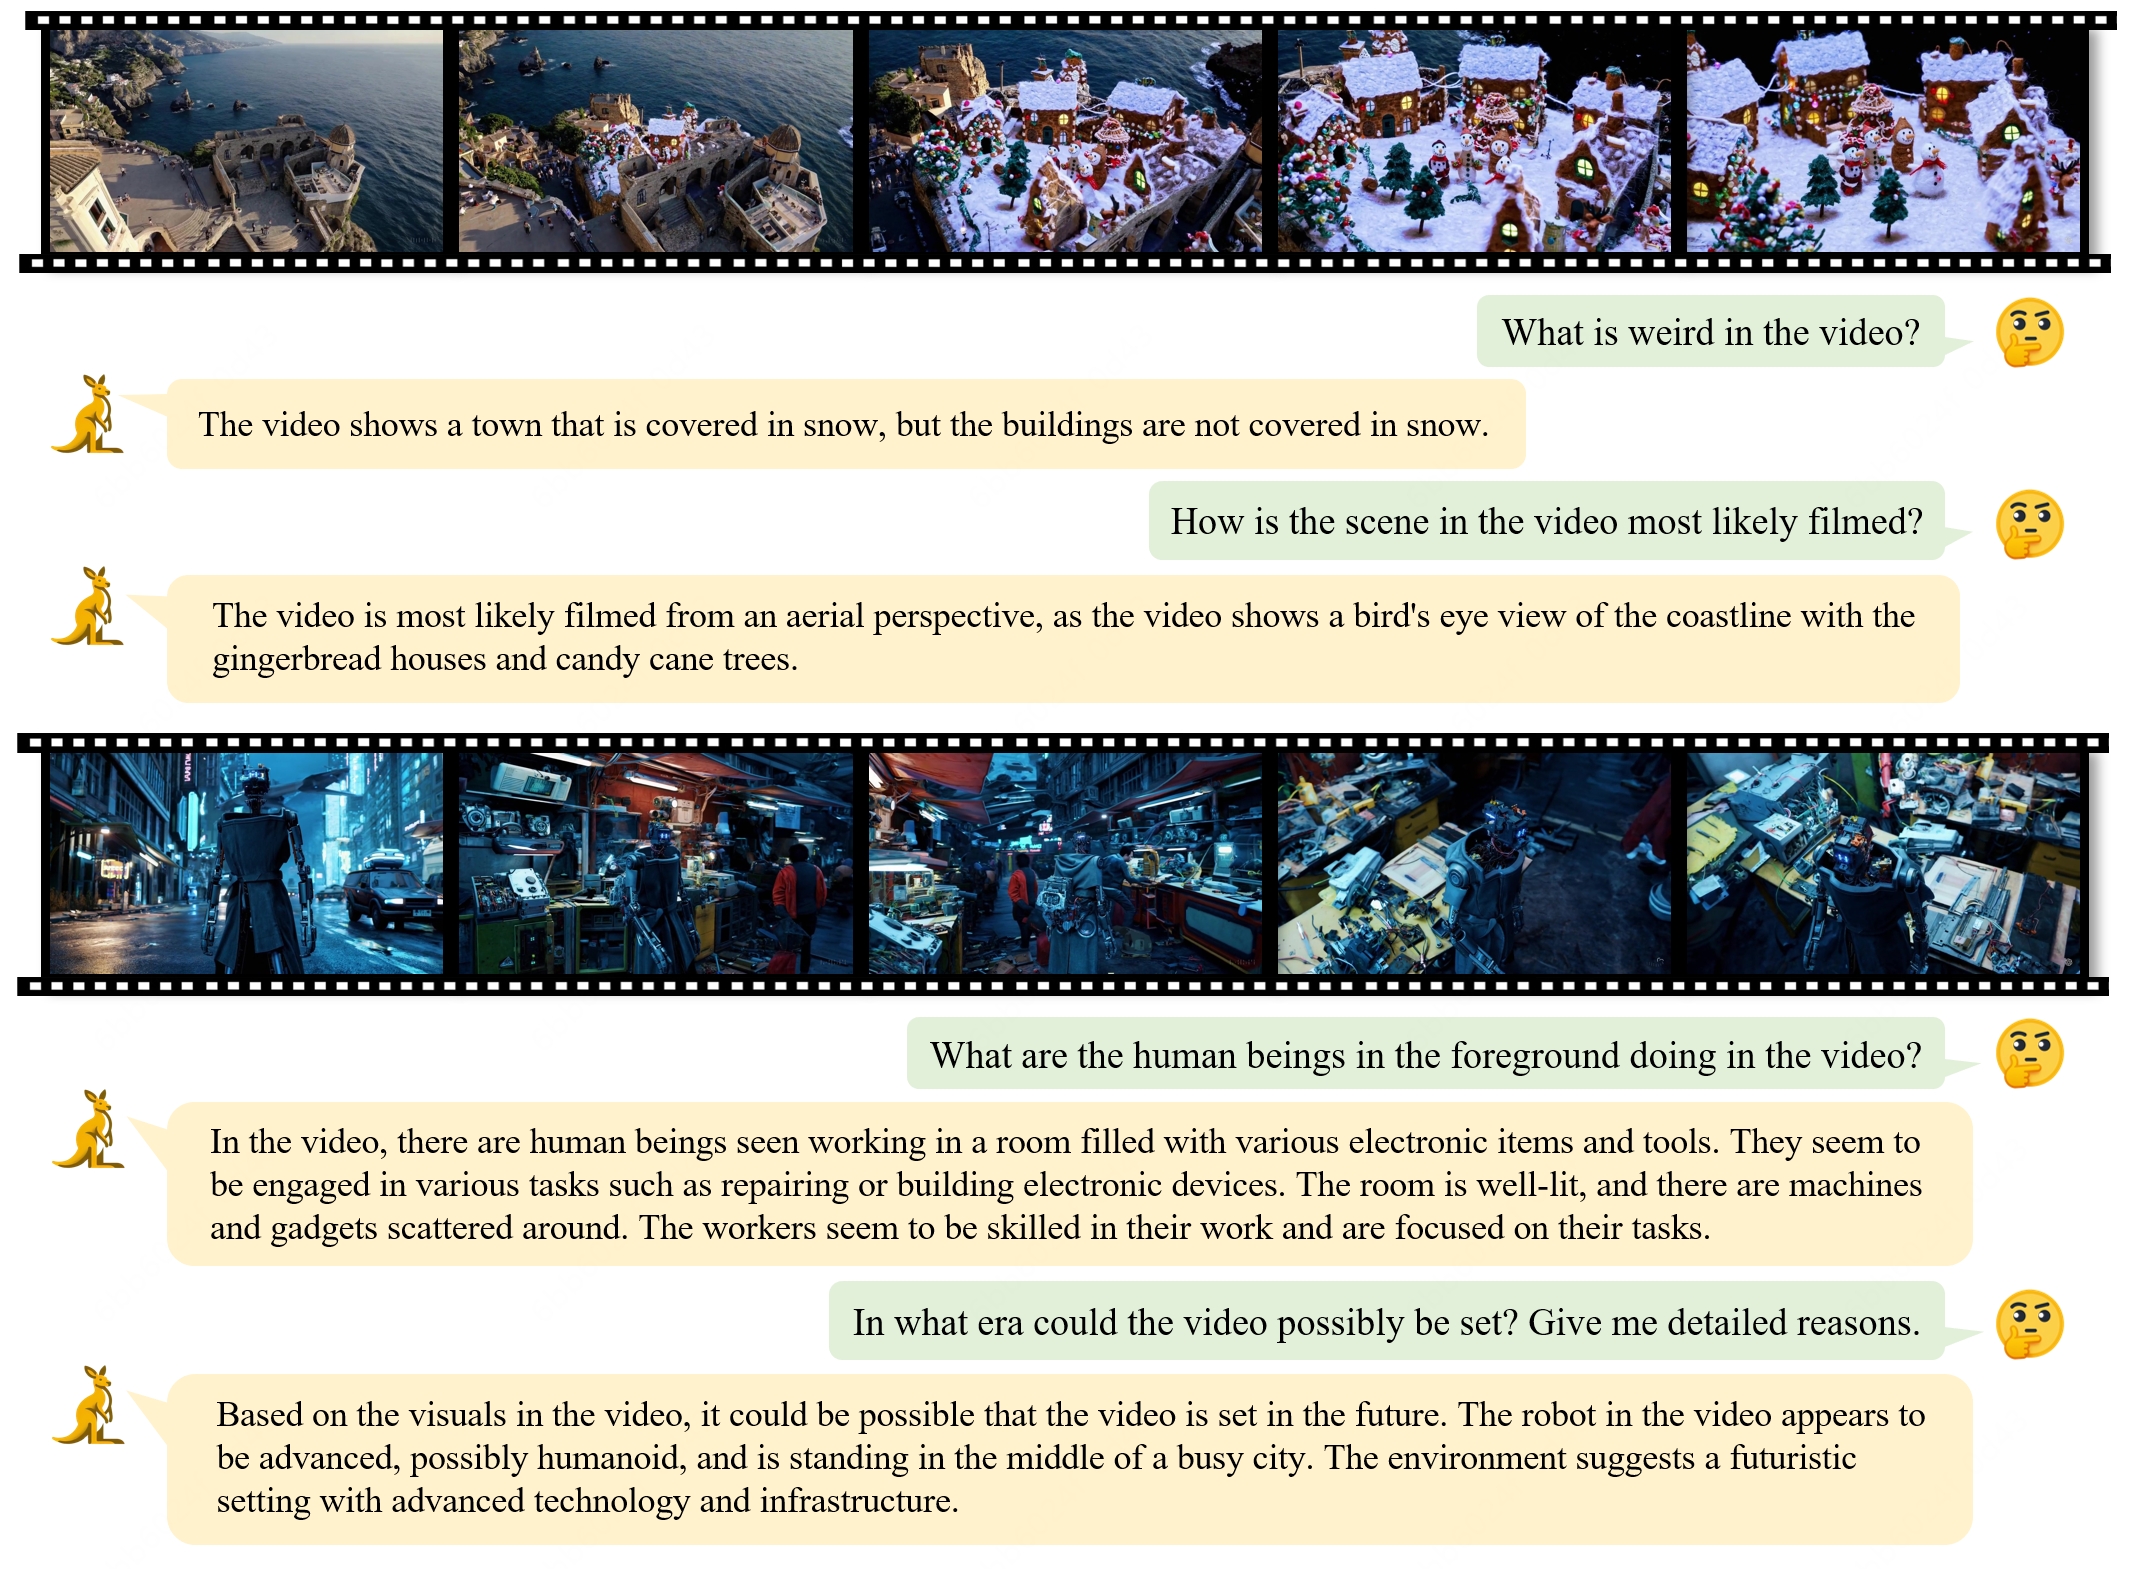 What is weird in the video?
The video shows a town that is covered in snow, but the buildings are not covered in snow.
How is the scene in the video most likely filmed?
The video is most likely filmed from an aerial perspective, as the video shows a bird's eye view of the coastline with the
gingerbread houses and candy cane trees.
What are the human beings in the foreground doing in the video?
In the video, there are human beings seen working in a room filled with various electronic items and tools. They seem to
be engaged in various tasks such as repairing or building electronic devices. The room is well-lit, and there are machines
and gadgets scattered around. The workers seem to be skilled in their work and are focused on their tasks.
In what era could the video possibly be set? Give me detailed reasons.
Based on the visuals in the video, it could be possible that the video is set in the future. The robot in the video appears to
be advanced, possibly humanoid, and is standing in the middle of a busy city. The environment suggests a futuristic
setting with advanced technology and infrastructure.